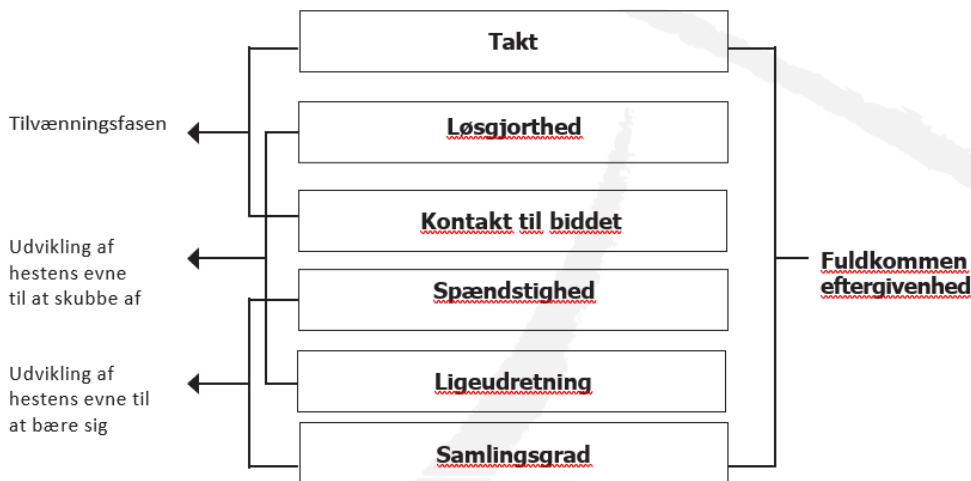 Takt
Løsgjorthed
Kontakt til biddet
Spændstighed
Ligeudretning
Samlingsgrad
Tilvænningsfasen
Udvikling af
hestens evne
til at skubbe af
Udvikling af
hestens evne til
at bære sig
Fuldkommen
eftergivenhed